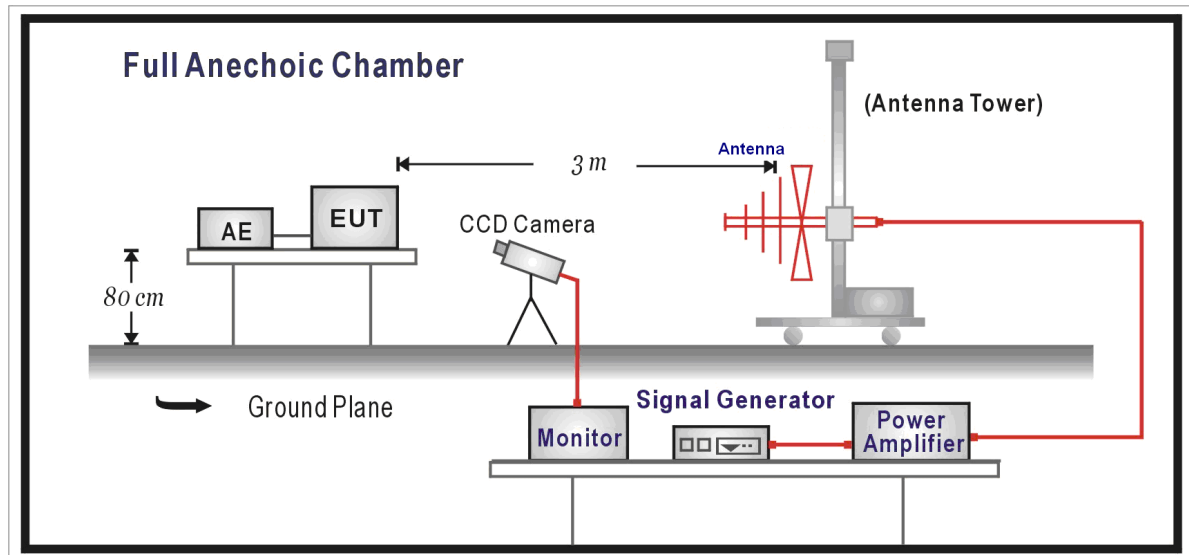 Full Anechoic Chamber
(Antenna Tower)
Antenna
3 m
CCD Camera
AE
EUT
80 cm
Ground Plane
Signal Generator
Monitor
Power
Amplifier